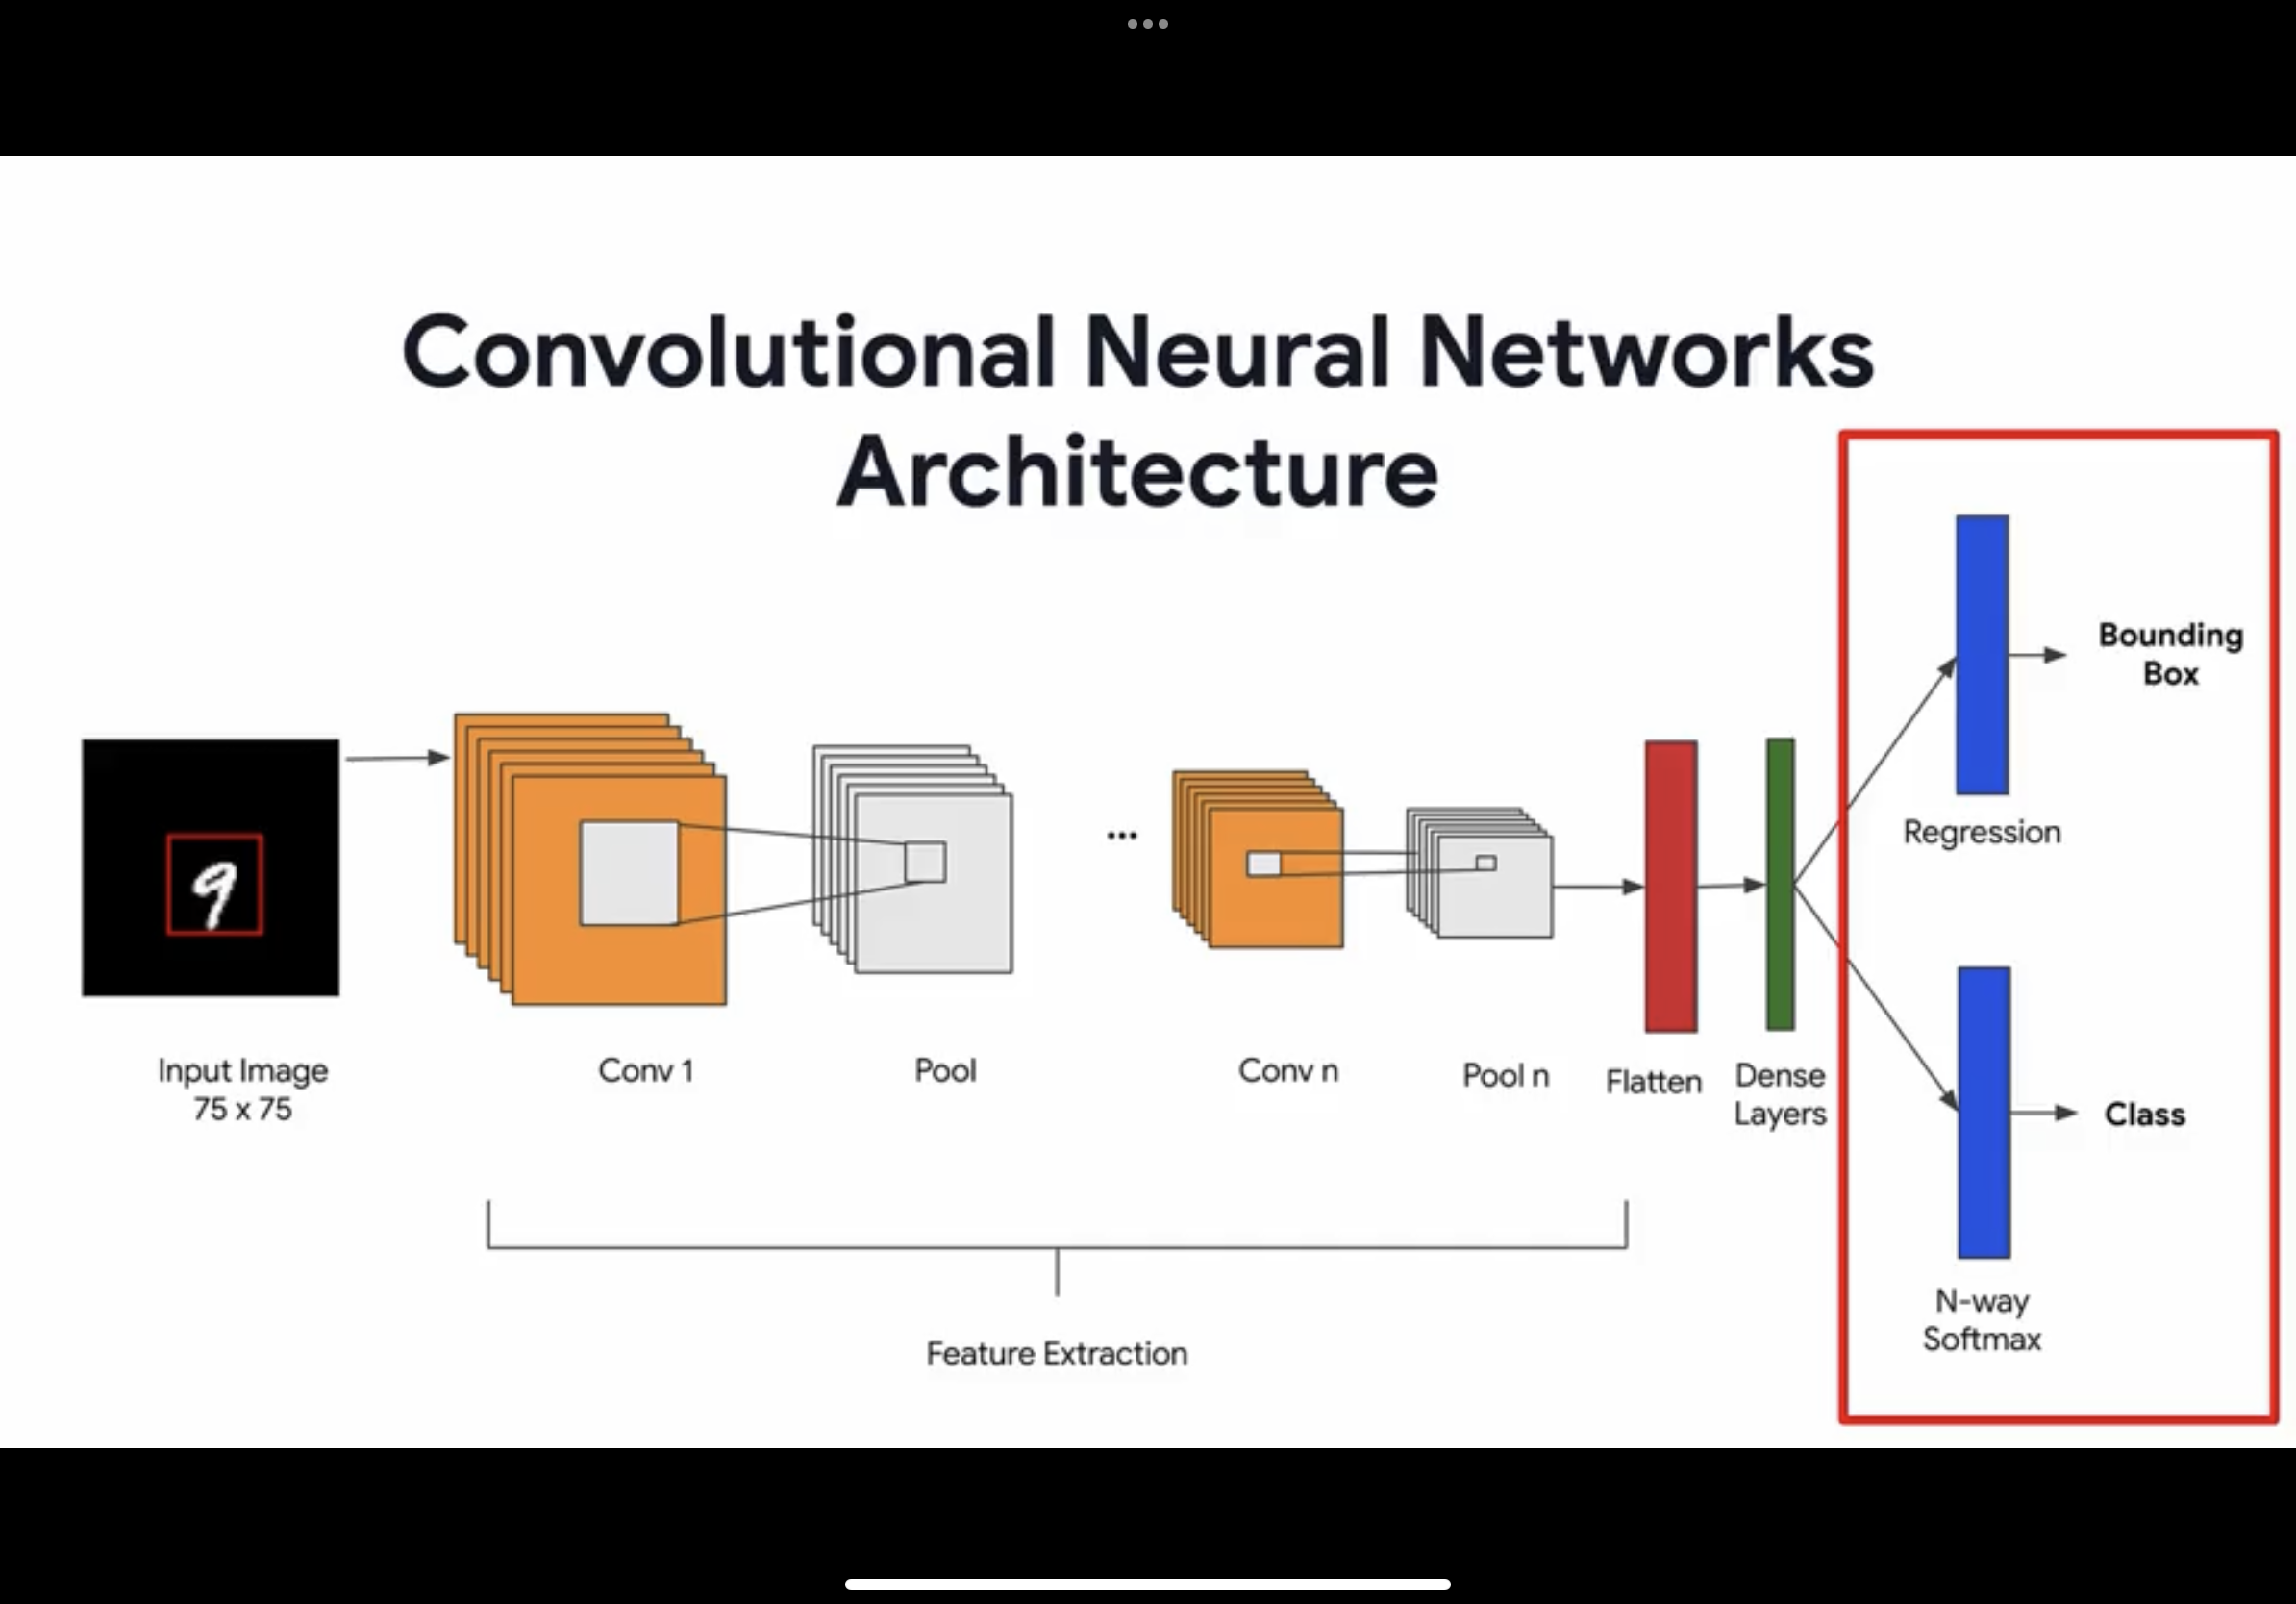 Convolutional Neural Networks
Architecture
9
Input Image
75 x 75
Conv 1
Pool
...
Conv n
Pool n
Flatten
Dense
Layers
Regression
Bounding
Box
Class
N-way
Softmax
Feature Extraction